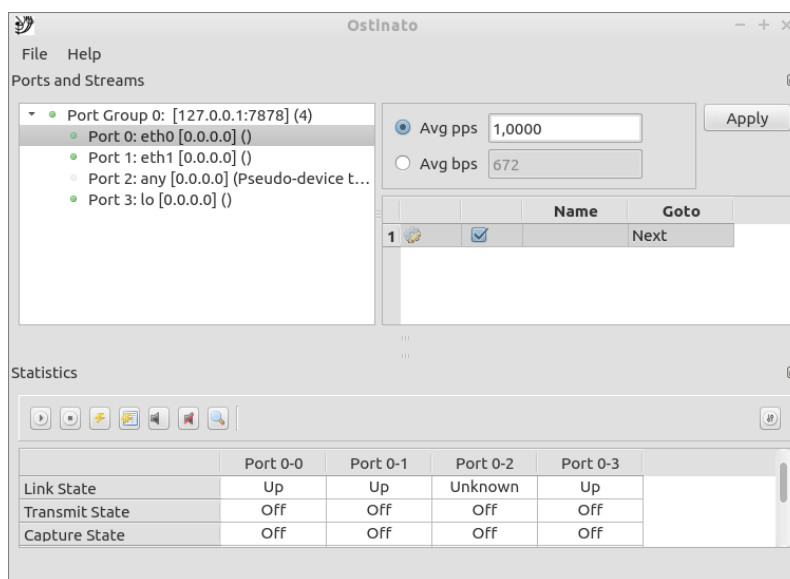 Ostinato
File Help
Ports and Streams
Port Group 0: [127.0.0.1:7878] (4)
Port 0: eth0 [0.0.0.0] ()
Port 1: eth1 [0.0.0.0] ()
Port 2: any [0.0.0.0] (Pseudo-device t...
Port 3: lo [0.0.0.0] ()
Avg pps 1,0000
Avg bps 672
Apply
Name Goto
1 Next
Statistics
Port 0-0 Port 0-1 Port 0-2 Port 0-3
Link State Up Up Unknown Up
Transmit State Off Off Off Off
Capture State Off Off Off Off